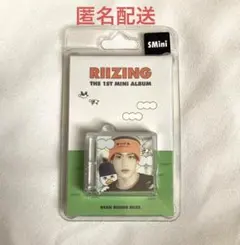 匿名配送
SMini
RIIZING
THE 1ST MINI ALBUM